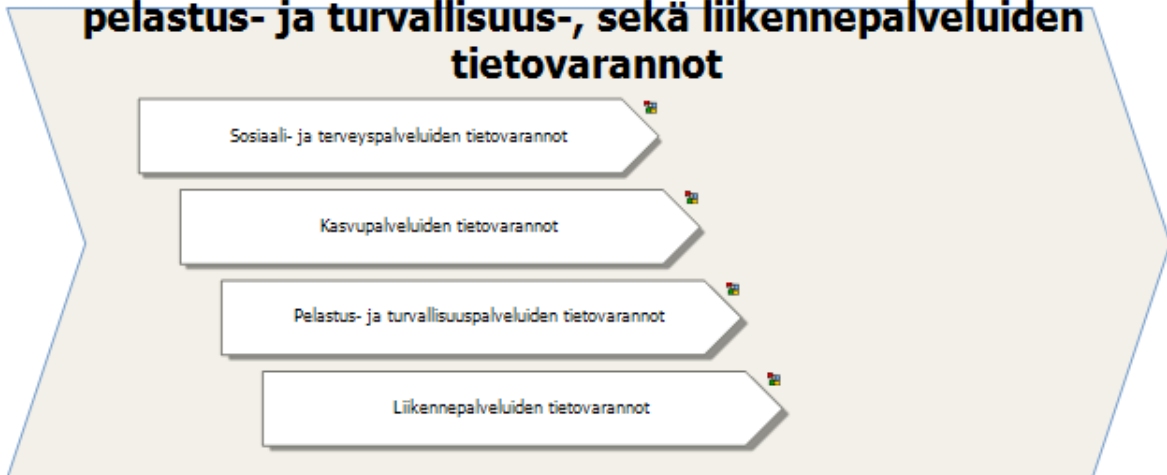 pelastus- ja turvallisuus-, sekä liikennepalveluiden
tietovarannot
Sosiaali- ja terveyspalveluiden tietovarannot
Kasvupalveluiden tietovarannot
Pelastus- ja turvallisuuspalveluiden tietovarannot
Liikennepalveluiden tietovarannot